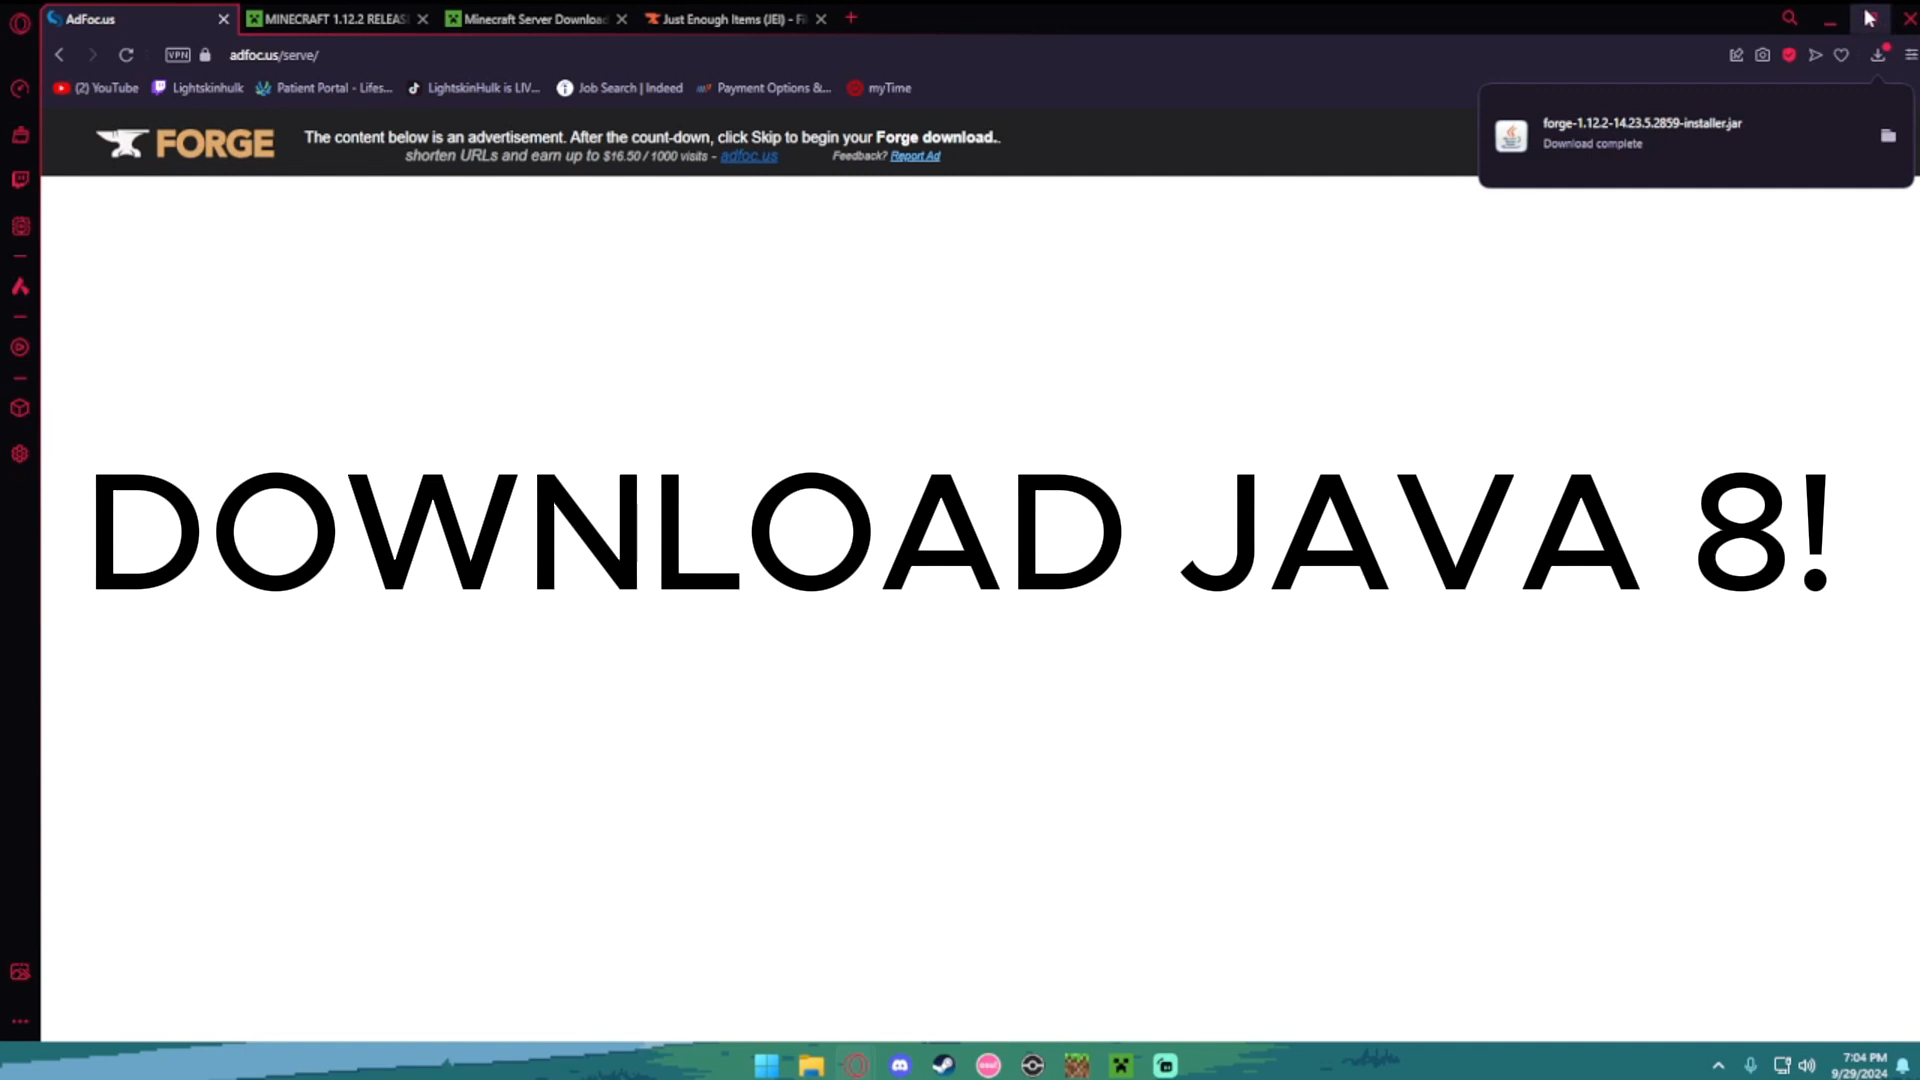 AdFoc.us
MINECRAFT 1.12.2 RELEAS
Minecraft Server Download
Just Enough Items (JEI) - Fi
VPN
adfoc.us/serve/
(2) YouTube
Lightskinhulk
Patient Portal - Lifes...
LightskinHulk is LIV...
Job Search | Indeed
Payment Options &...
myTime
FORGE
The content below is an advertisement. After the count-down, click Skip to begin your Forge download..
shorten URLs and earn up to $16.50 / 1000 visits - adfoc.us
Feedback? Report Ad
forge-1.12.2-14.23.5.2859-installer.jar
Download complete
DOWNLOAD JAVA 8!
osu!
7:04 PM
9/29/2024